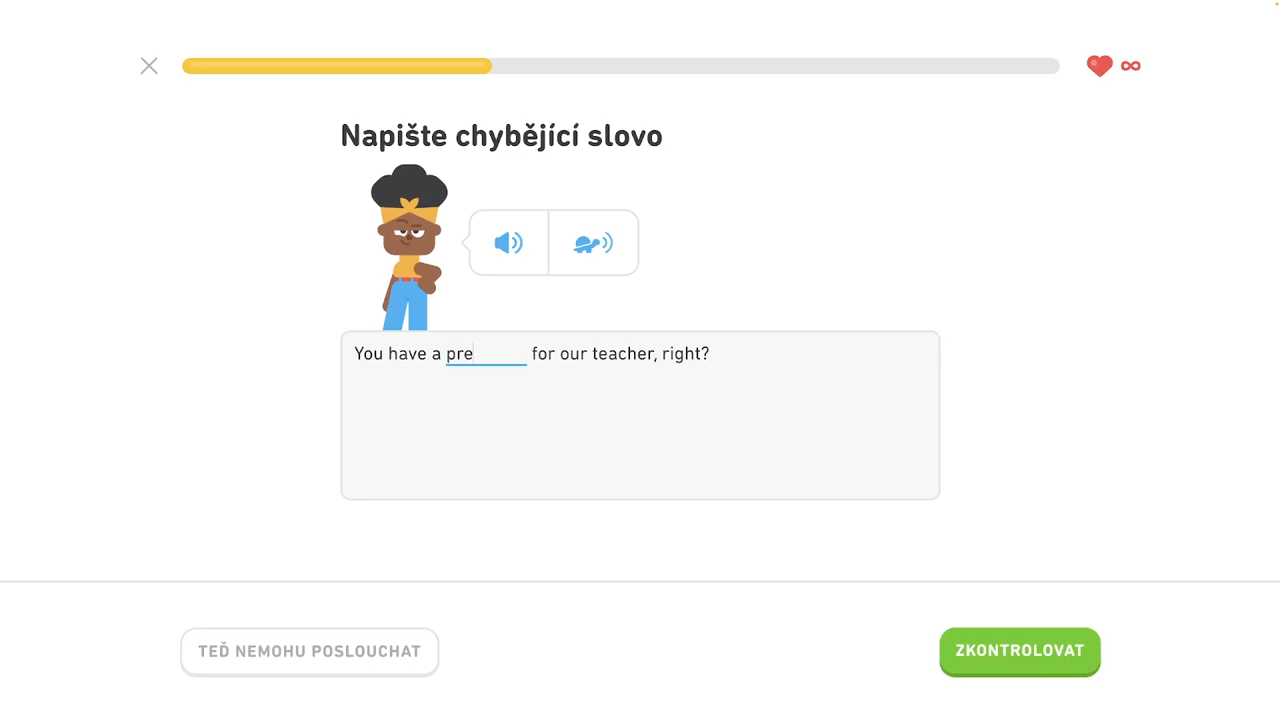 ∞
Napište chybějící slovo
You have a pre for our teacher, right?
TEĎ NEMOHU POSLOUCHAT
ZKONTROLOVAT